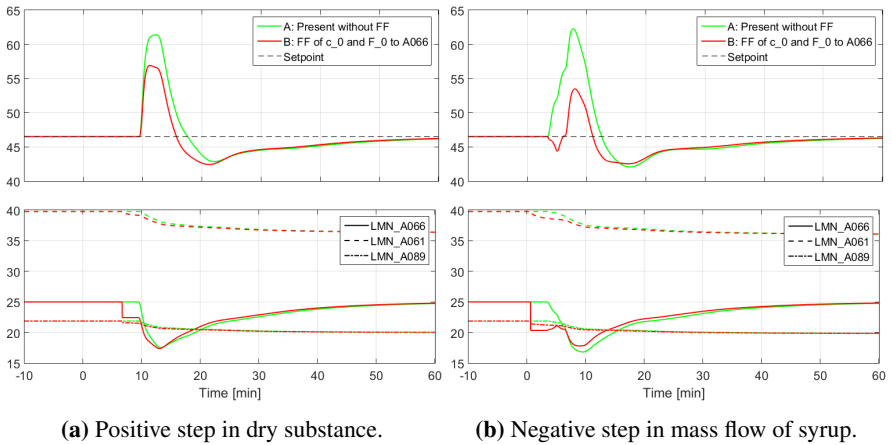 65
60
55
50
45
40
A: Present without FF
B: FF of c_0 and F_0 to A066
Setpoint
40
35
30
25
20
15
LMN_A066
LMN_A061
LMN_A089
-10 0 10 20 30 40 50 60
Time [min]
(a) Positive step in dry substance.
65
60
55
50
45
40
A: Present without FF
B: FF of c_0 and F_0 to A066
Setpoint
40
35
30
25
20
15
LMN_A066
LMN_A061
LMN_A089
-10 0 10 20 30 40 50 60
Time [min]
(b) Negative step in mass flow of syrup.